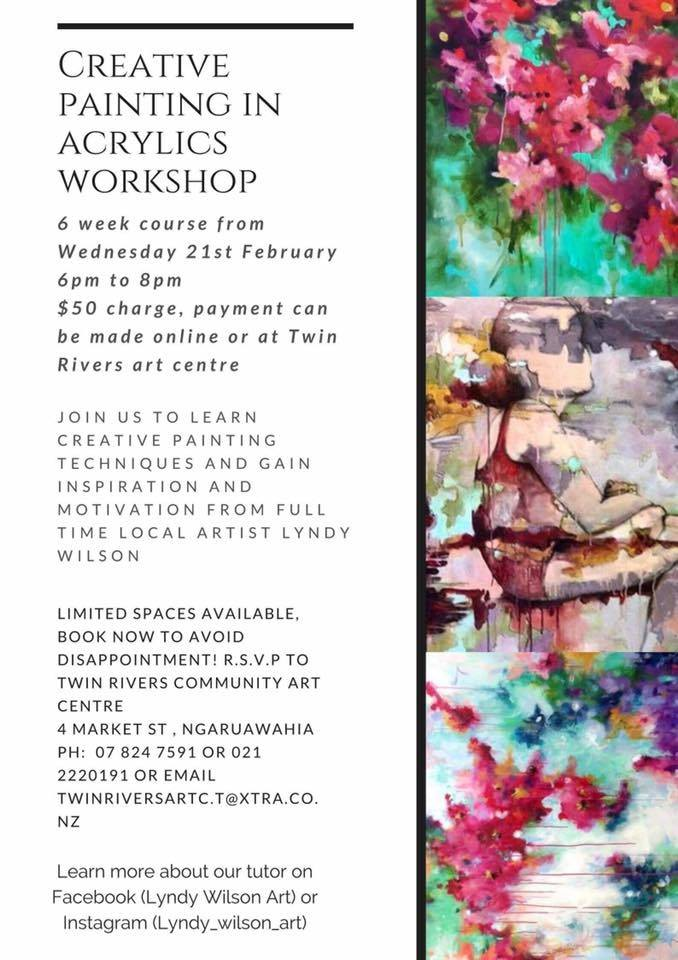 Creative
painting in
acrylics
workshop
6 week course from
Wednesday 21st February
6pm to 8pm
$50 charge, payment can
be made online or at Twin
Rivers art centre
JOIN US TO LEARN
CREATIVE PAINTING
TECHNIQUES AND GAIN
INSPIRATION AND
MOTIVATION FROM FULL
TIME LOCAL ARTIST LYNDY
WILSON
LIMITED SPACES AVAILABLE,
BOOK NOW TO AVOID
DISAPPOINTMENT! R.S.V.P TO
TWIN RIVERS COMMUNITY ART
CENTRE
4 MARKET ST , NGARUAWAHIA
PH:  07 824 7591 OR 021
2220191 OR EMAIL
TWINRIVERSARTC.T@XTRA.CO.
NZ
Learn more about our tutor on
Facebook (Lyndy Wilson Art) or
Instagram (Lyndy_wilson_art)